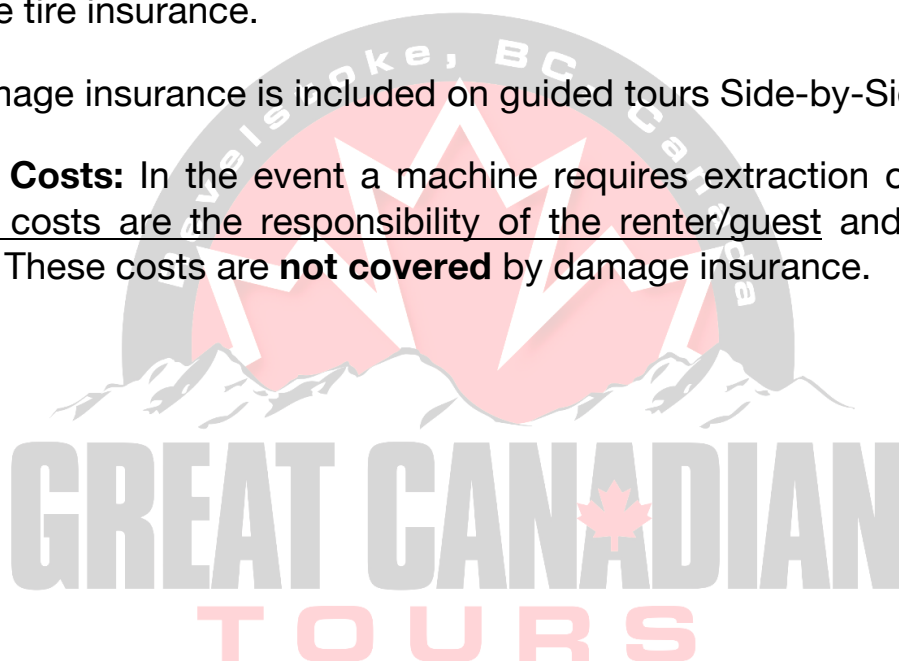 e tire insurance.
mage insurance is included on guided tours Side-by-Si
Costs: In the event a machine requires extraction o
costs are the responsibility of the renter/guest and
These costs are not covered by damage insurance.
Revelstoke, BC Canada
GREAT CANADIAN
TOURS